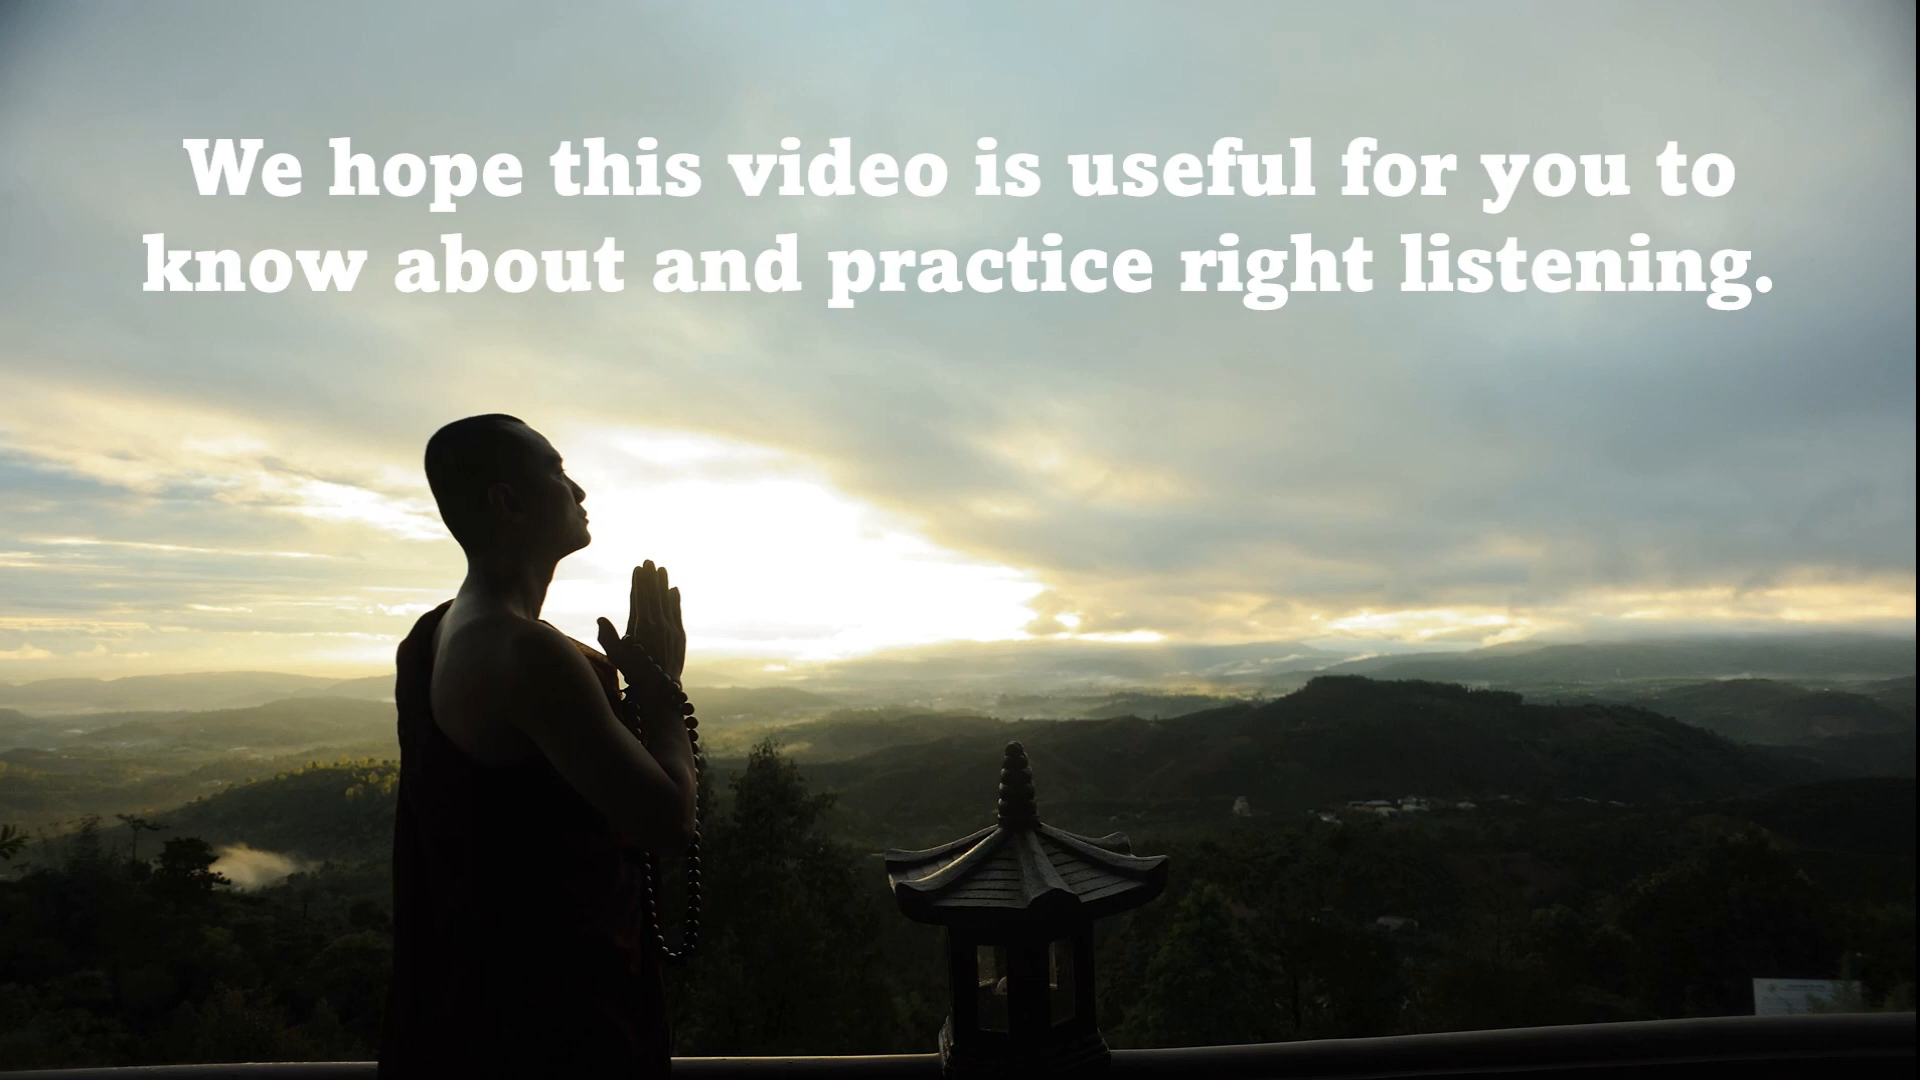 We hope this video is useful for you to
know about and practice right listening.